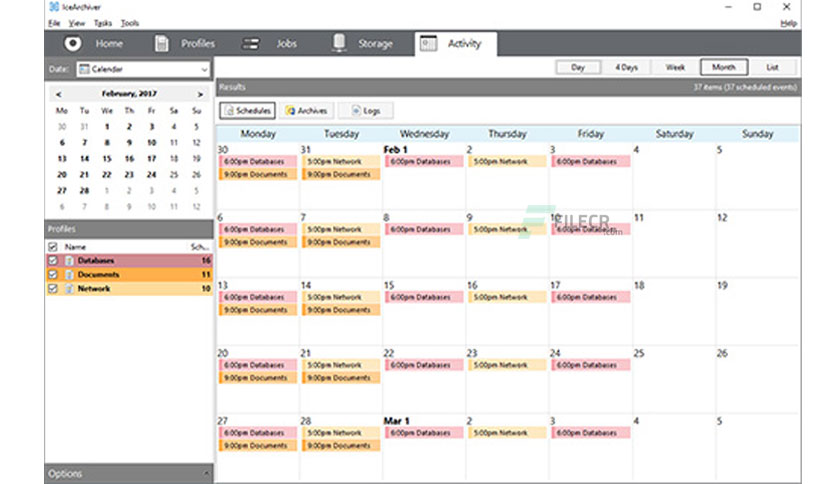 IceArchiver
File View Tasks Tools Help
Home Profiles Jobs Storage Activity
Date: Calendar
Day 4 Days Week Month List
< February, 2017 >
Mo Tu We Th Fr Sa Su
30 31 1 2 3 4 5
6 7 8 9 10 11 12
13 14 15 16 17 18 19
20 21 22 23 24 25 26
27 28 1 2 3 4 5
6 7 8 9 10 11 12
Profiles
Name Sch...
Databases 16
Documents 11
Network 10
Options
Results 37 items (37 scheduled events)
Schedules Archives Logs
Monday Tuesday Wednesday Thursday Friday Saturday Sunday
30 31 Feb 1 2 3 4 5
6:00pm Databases 5:00pm Network 6:00pm Databases 5:00pm Network 6:00pm Databases
9:00pm Documents 9:00pm Documents
6 7 8 9 10 11 12
FILECR
.com
6:00pm Databases 5:00pm Network 6:00pm Databases 5:00pm Network 6:00pm Databases
9:00pm Documents 9:00pm Documents
13 14 15 16 17 18 19
6:00pm Databases 5:00pm Network 6:00pm Databases 5:00pm Network 6:00pm Databases
9:00pm Documents 9:00pm Documents
20 21 22 23 24 25 26
6:00pm Databases 5:00pm Network 6:00pm Databases 5:00pm Network 6:00pm Databases
9:00pm Documents 9:00pm Documents
27 28 Mar 1 2 3 4 5
6:00pm Databases 5:00pm Network 6:00pm Databases 5:00pm Network 6:00pm Databases
9:00pm Documents 9:00pm Documents